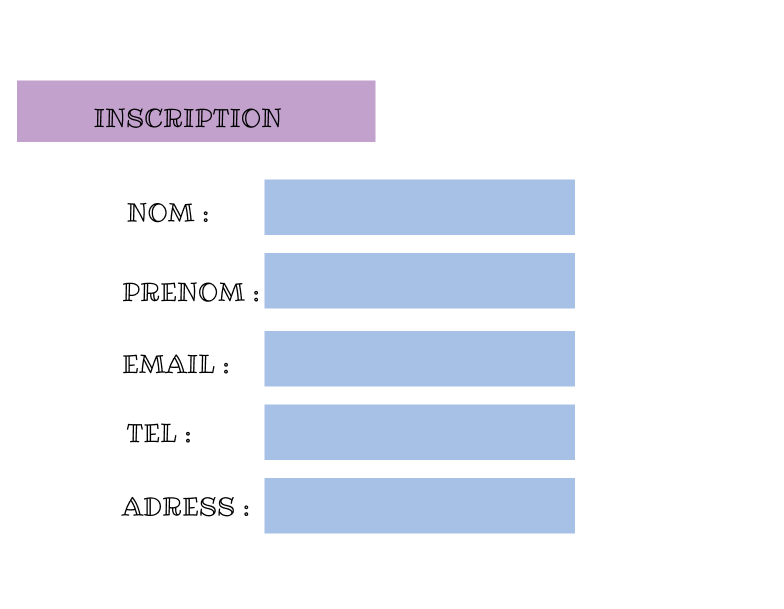 INSCRIPTION
NOM :
PRENOM :
EMAIL :
TEL :
ADRESS :